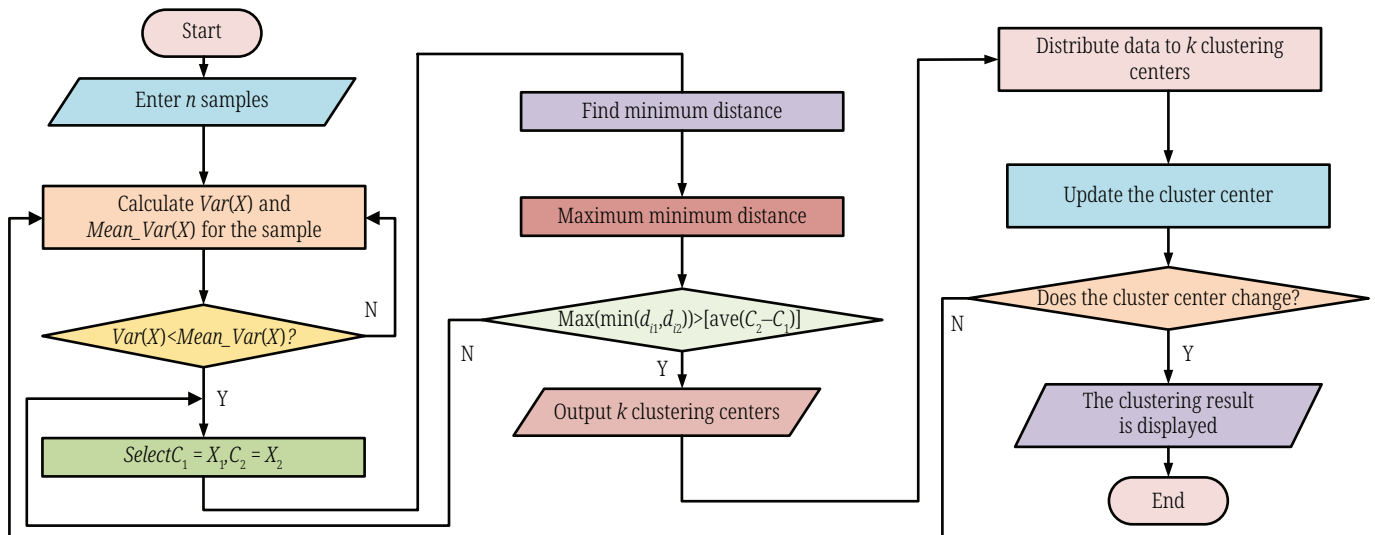 Start
Enter n samples
Calculate Var(X) and
Mean_Var(X) for the sample
Var(X)<Mean_Var(X)?
N
Y
SelectC₁ = X₁,C₂ = X₂
Find minimum distance
Maximum minimum distance
Max(min(dᵢ₁,dᵢ₂))>[ave(C₂–C₁)]
N
Y
Output k clustering centers
Distribute data to k clustering
centers
Update the cluster center
Does the cluster center change?
N
Y
The clustering result
is displayed
End